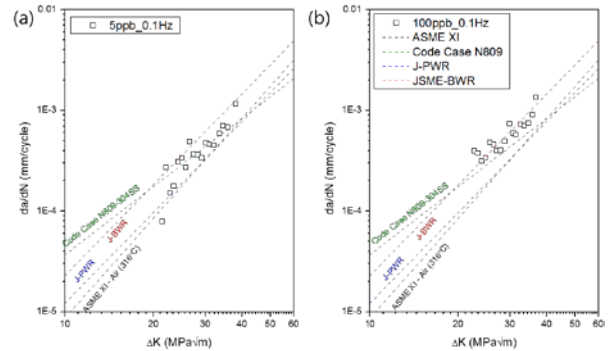 (a)
5ppb_0.1Hz
0.01
1E-3
1E-4
1E-5
da/dN (mm/cycle)
Code Case N809-304SS
J-BWR
J-PWR
ASME XI - Air (316°C)
10
20
30
40
50
60
ΔK (MPa√m)
(b)
100ppb_0.1Hz
ASME XI
Code Case N809
J-PWR
JSME-BWR
0.01
1E-3
1E-4
1E-5
da/dN (mm/cycle)
Code Case N809-304SS
J-BWR
J-PWR
ASME XI - Air (316°C)
10
20
30
40
50
60
ΔK (MPa√m)